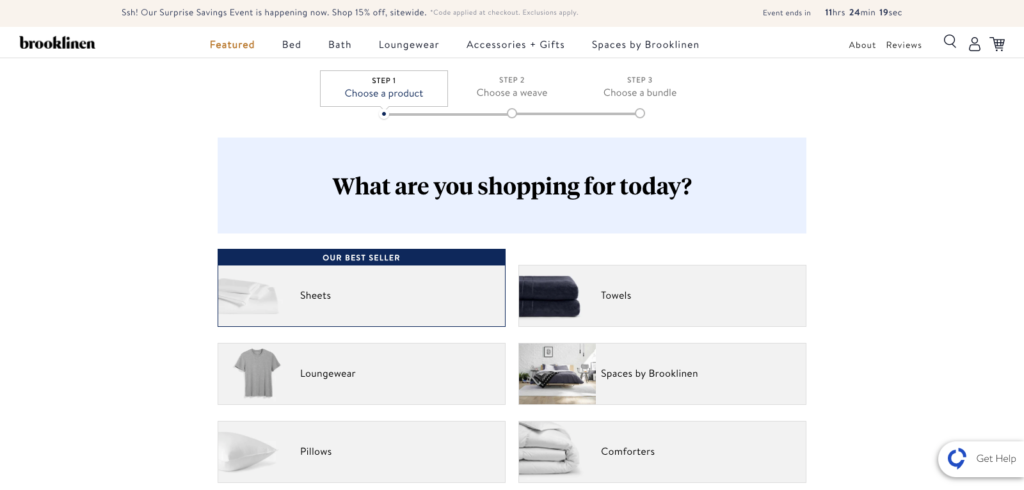 Ssh! Our Surprise Savings Event is happening now. Shop 15% off, sitewide. *Code applied at checkout. Exclusions apply.
Event ends in 11hrs 24min 19sec
brooklinen
Featured Bed Bath Loungewear Accessories + Gifts Spaces by Brooklinen About Reviews
STEP 1
Choose a product
STEP 2
Choose a weave
STEP 3
Choose a bundle
What are you shopping for today?
OUR BEST SELLER
Sheets
Towels
Loungewear
Spaces by Brooklinen
Pillows
Comforters
Get Help